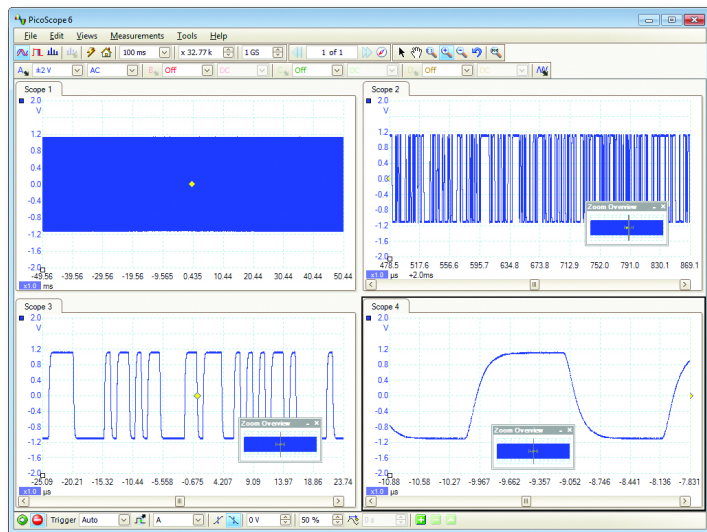 PicoScope 6
File Edit Views Measurements Tools Help
100 ms x 32.77 k 1 GS 1 of 1
A ±2 V AC B Off DC C Off DC D Off DC
Scope 1
2.0
V
1.2
0.8
0.4
0.0
-0.4
-0.8
-1.2
-2.0
-49.56 -39.56 -29.56 -19.56 -9.565 0.435 10.44 20.44 30.44 40.44 50.44
x1.0 ms
Scope 2
2.0
V
1.2
0.8
0.4
0.0
-0.4
-0.8
-1.2
-2.0
Zoom Overview
478.5 517.6 556.6 595.7 634.8 673.8 712.9 752.0 791.0 830.1 869.1
x1.0 µs +2.0ms
Scope 3
2.0
V
1.2
0.8
0.4
0.0
-0.4
-0.8
-1.2
-2.0
Zoom Overview
-25.09 -20.21 -15.32 -10.44 -5.56 -0.675 4.207 9.09 13.97 18.86 23.74
x1.0 µs
Scope 4
2.0
V
1.2
0.8
0.4
0.0
-0.4
-0.8
-1.2
-2.0
Zoom Overview
-10.88 -10.58 -10.27 -9.967 -9.662 -9.357 -9.052 -8.746 -8.441 -8.136 -7.831
x1.0 µs
Trigger Auto A 0 V 50 % 0 s